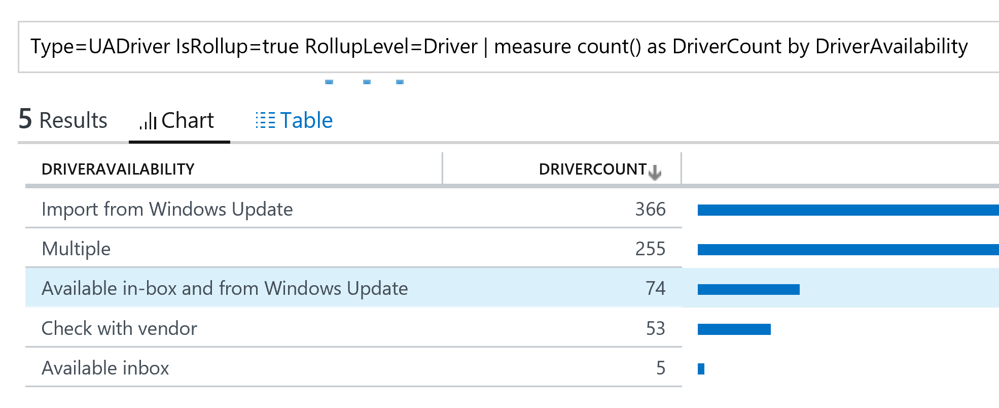 Type=UADriver IsRollup=true RollupLevel=Driver | measure count() as DriverCount by DriverAvailability
5 Results Chart Table
DRIVERAVAILABILITY DRIVERCOUNT
Import from Windows Update 366
Multiple 255
Available in-box and from Windows Update 74
Check with vendor 53
Available inbox 5